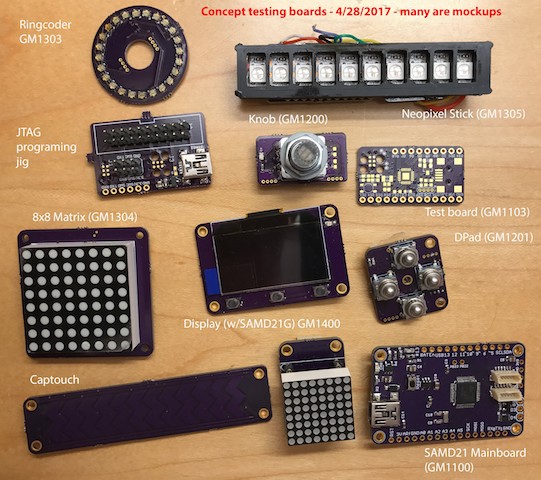 Concept testing boards - 4/28/2017 - many are mockups
Ringcoder
GM1303
Knob (GM1200)
Neopixel Stick (GM1305)
JTAG
programing
jig
Test board (GM1103)
8x8 Matrix (GM1304)
DPad (GM1201)
Display (w/SAMD21G) GM1400
Captouch
SAMD21 Mainboard
(GM1100)